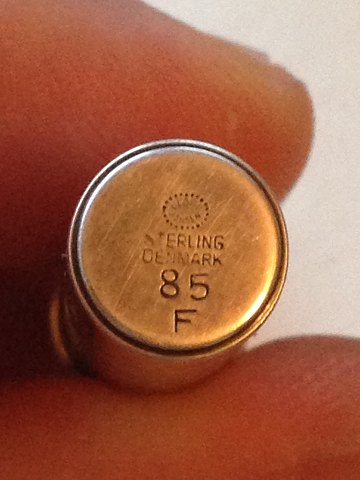 STERLING
DENMARK
85
F